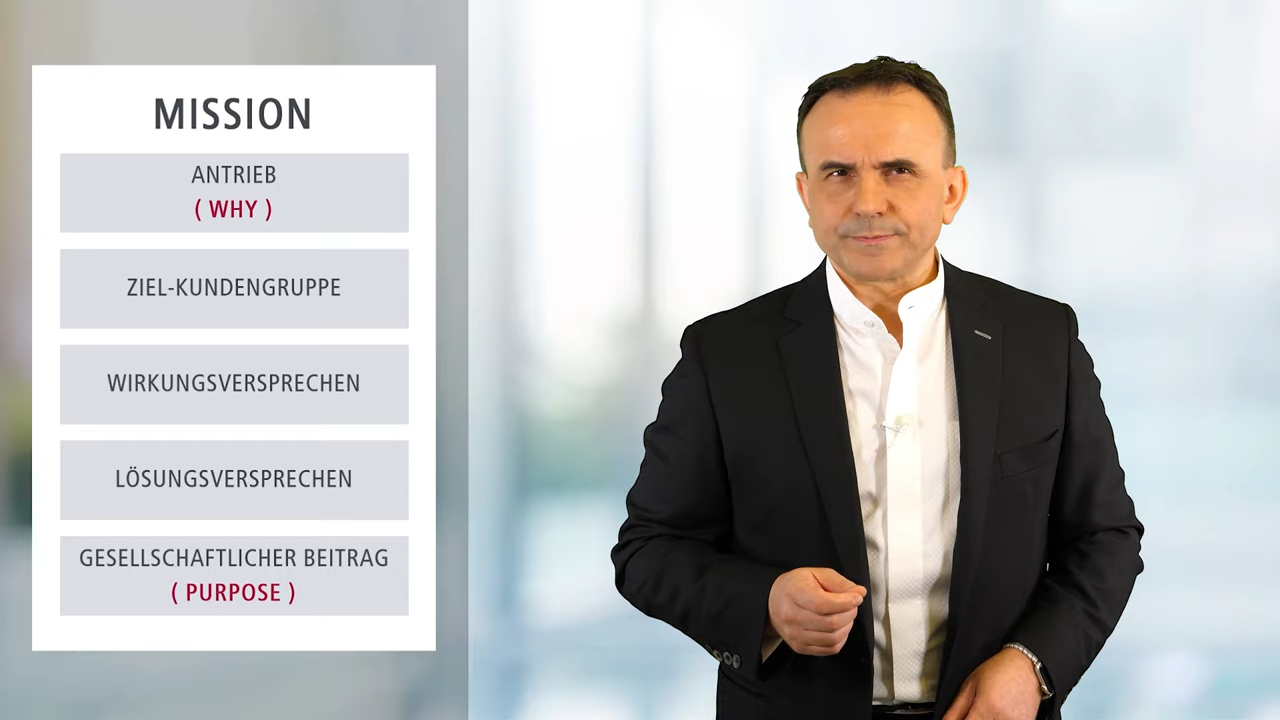 MISSION
ANTRIEB
( WHY )
ZIEL-KUNDENGRUPPE
WIRKUNGSVERSPRECHEN
LÖSUNGSVERSPRECHEN
GESELLSCHAFTLICHER BEITRAG
( PURPOSE )